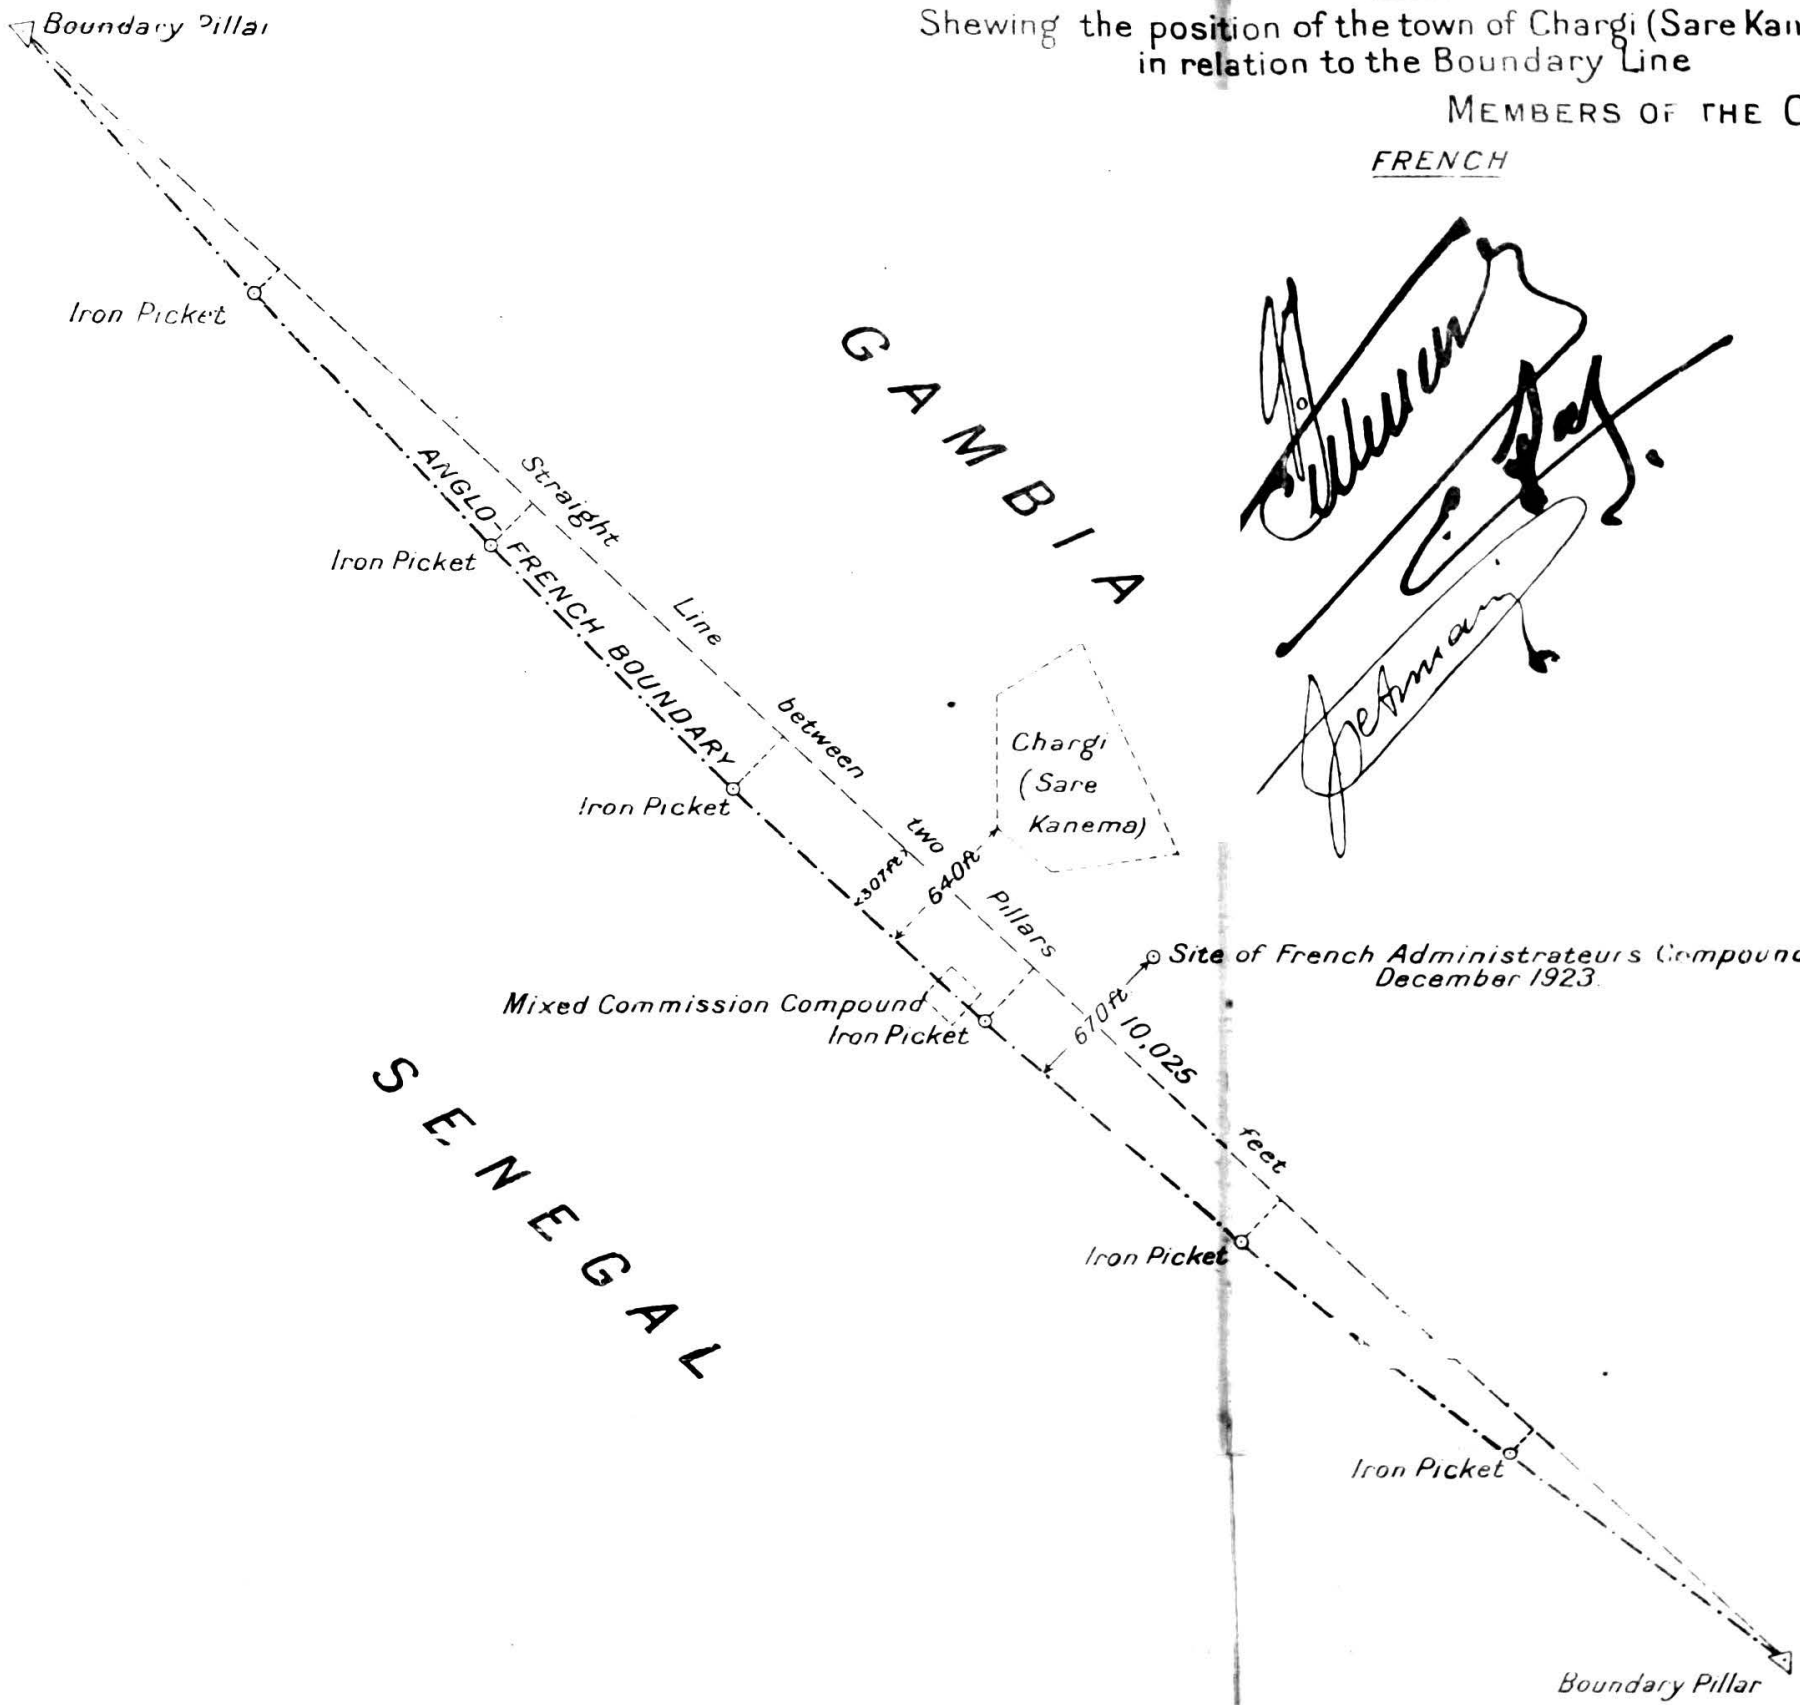 Shewing the position of the town of Chargi (Sare Kan
in relation to the Boundary Line
MEMBERS OF THE C
FRENCH
Boundary Pillar
Iron Picket
GAMBIA
ANGLO-FRENCH BOUNDARY
Straight Line between two Pillars 10,025 feet
Iron Picket
Iron Picket
Chargi
(Sare
Kanema)
307ft
640ft
Site of French Administrateurs Compound
December 1923.
670ft
Mixed Commission Compound
Iron Picket
SENEGAL
Iron Picket
Iron Picket
Boundary Pillar